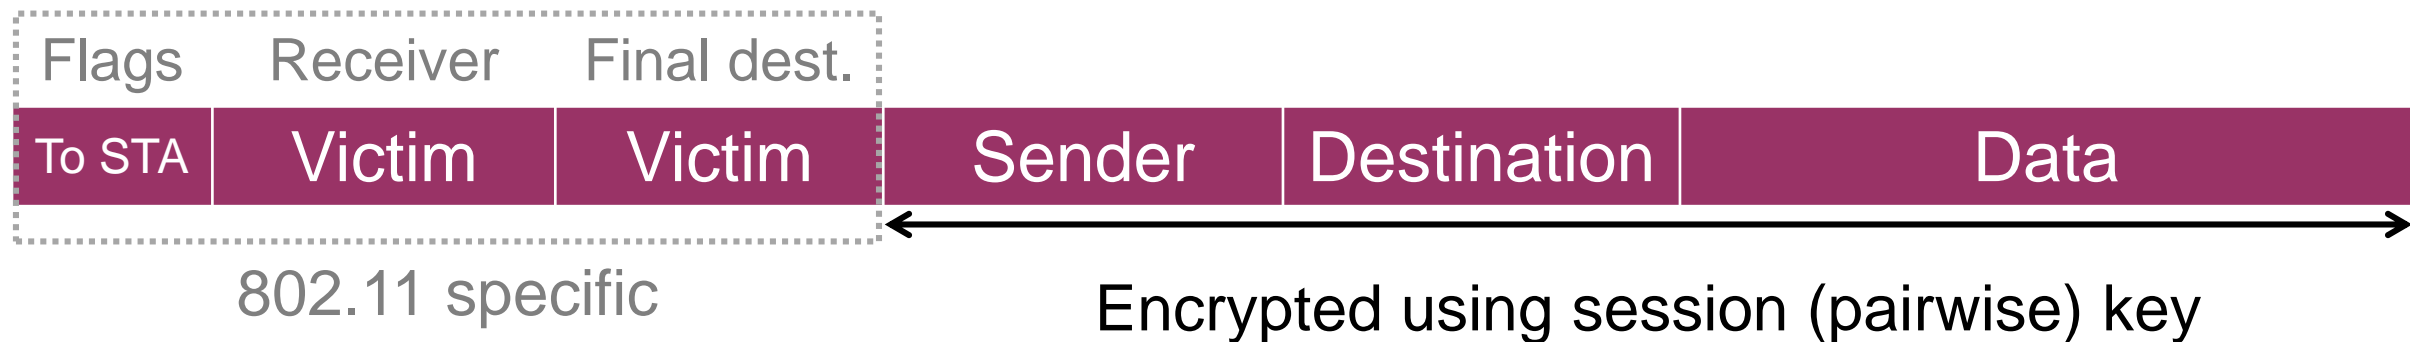 Flags Receiver Final dest.
To STA Victim Victim Sender Destination Data
802.11 specific
Encrypted using session (pairwise) key